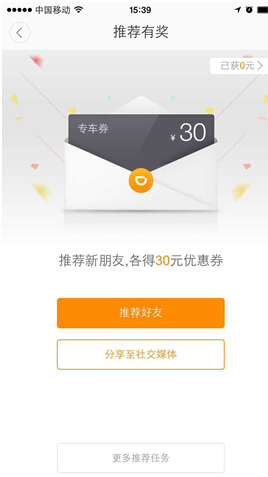 中国移动 15:39
推荐有奖
已获0元
专车券
¥ 30
推荐新朋友,各得30元优惠券
推荐好友
分享至社交媒体
更多推荐任务